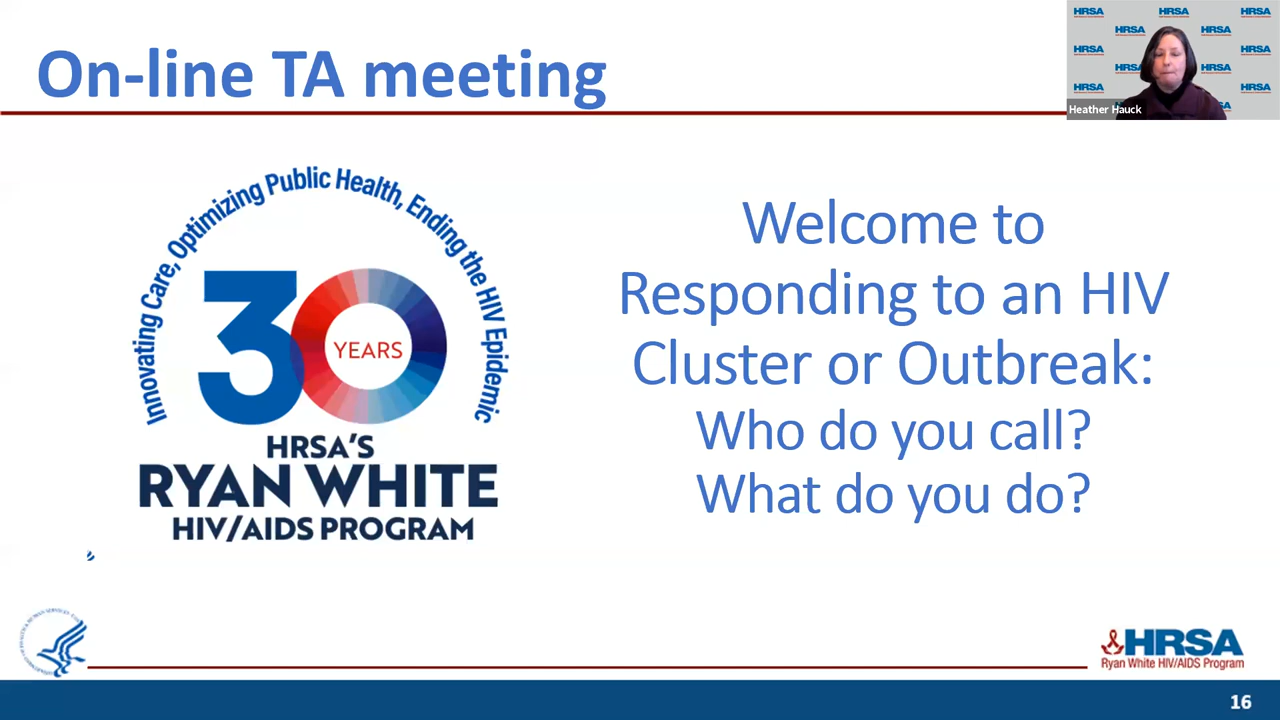 On-line TA meeting
HRSA HRSA HRSA
HRSA HRSA
HRSA HRSA
HRSA HRSA
HRSA HRSA
Heather Hauck
Innovating Care, Optimizing Public Health, Ending the HIV Epidemic
30
YEARS
HRSA'S
RYAN WHITE
HIV/AIDS PROGRAM
Welcome to
Responding to an HIV
Cluster or Outbreak:
Who do you call?
What do you do?
HRSA
Ryan White HIV/AIDS Program
16